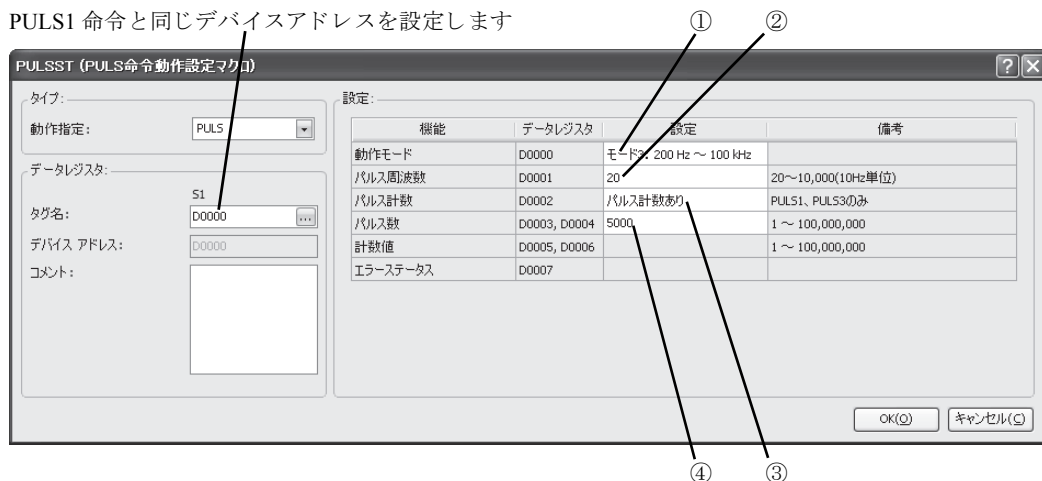 PULS1 命令と同じデバイスアドレスを設定します
① ②
PULSST (PULS命令動作設定マクロ)
タイプ:
動作指定: PULS
データレジスタ:
S1
タグ名: D0000 ...
デバイス アドレス: D0000
コメント:
設定:
機能 データレジスタ 設定 備考
動作モード D0000 モード3: 200 Hz ～ 100 kHz
パルス周波数 D0001 20 20～10,000(10Hz単位)
パルス計数 D0002 パルス計数あり PULS1、PULS3のみ
パルス数 D0003, D0004 5000 1 ～ 100,000,000
計数値 D0005, D0006 1 ～ 100,000,000
エラーステータス D0007
OK(O) キャンセル(C)
④ ③